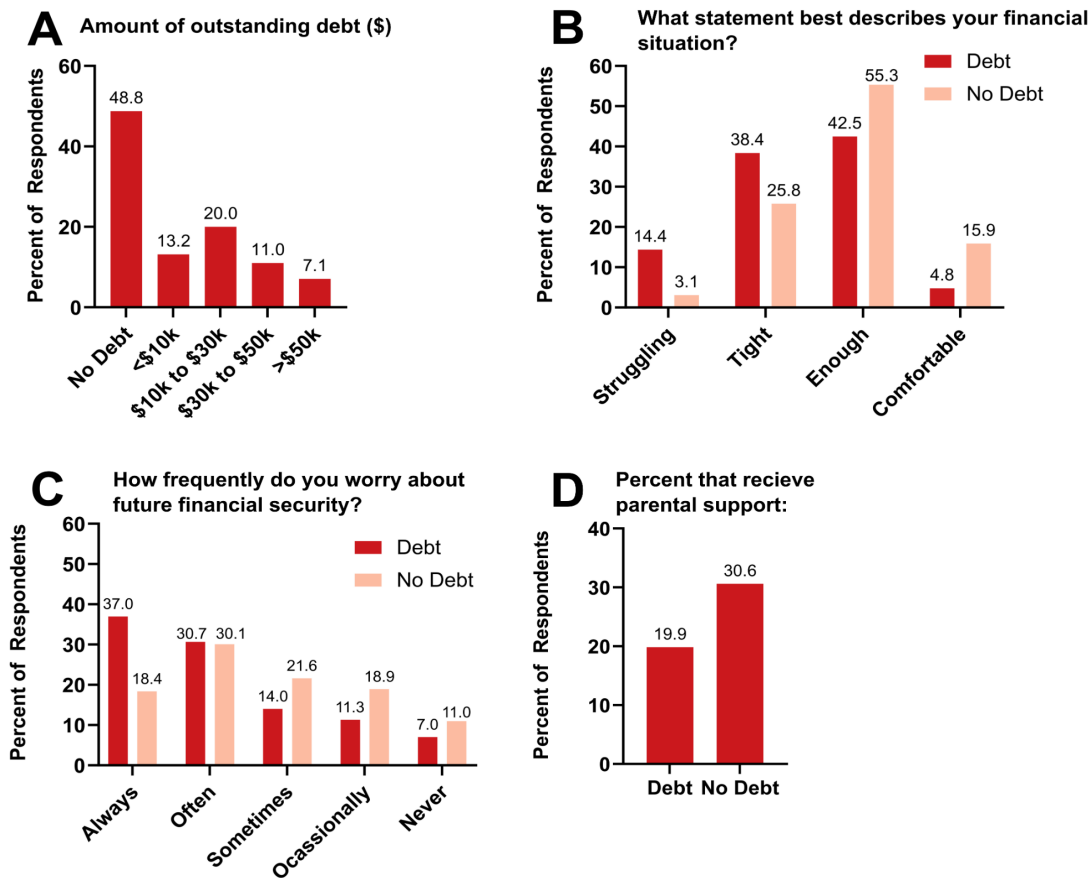 A
Amount of outstanding debt ($)
Percent of Respondents
60
40
20
0
48.8
13.2
20.0
11.0
7.1
No Debt
<$10k
$10k to $30k
$30k to $50k
>$50k
B
What statement best describes your financial
situation?
Debt
No Debt
Percent of Respondents
60
50
40
30
20
10
0
14.4
3.1
38.4
25.8
42.5
55.3
4.8
15.9
Struggling
Tight
Enough
Comfortable
C
How frequently do you worry about
future financial security?
Debt
No Debt
Percent of Respondents
60
50
40
30
20
10
0
37.0
18.4
30.7
30.1
14.0
21.6
11.3
18.9
7.0
11.0
Always
Often
Sometimes
Ocassionally
Never
D
Percent that recieve
parental support:
Percent of Respondents
40
30
20
10
0
19.9
30.6
Debt
No Debt